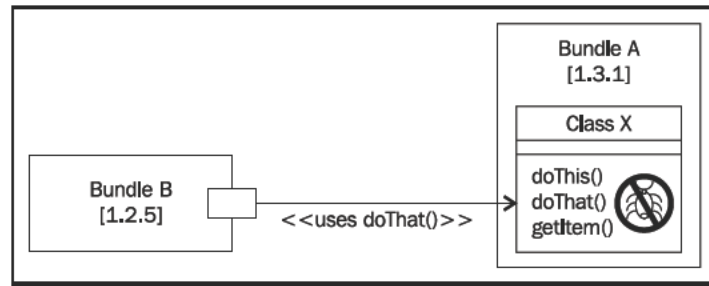 Bundle A
[1.3.1]
Class X
doThis()
doThat()
getItem()
Bundle B
[1.2.5]
<<uses doThat()>>